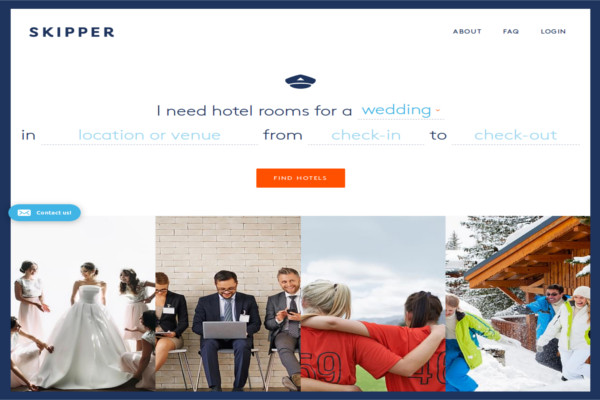 SKIPPER
ABOUT FAQ LOGIN
I need hotel rooms for a wedding
in location or venue from check-in to check-out
FIND HOTELS
Contact us!
59 46